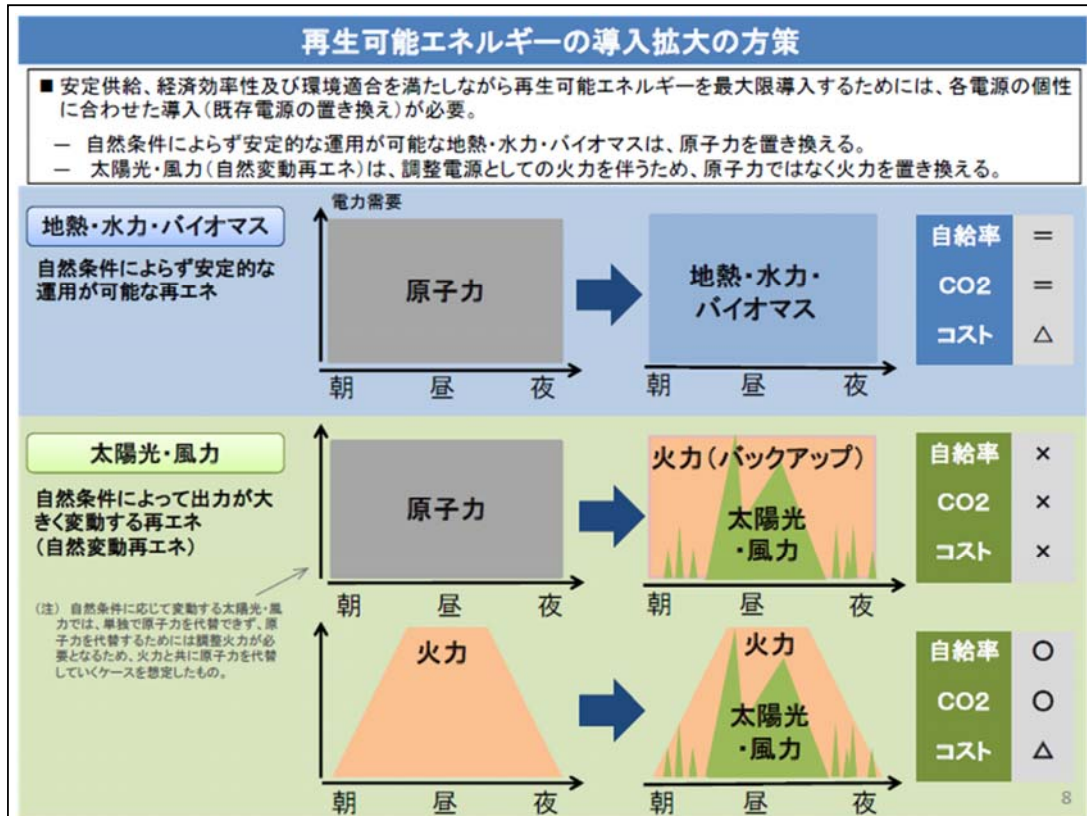 再生可能エネルギーの導入拡大の方策
■ 安定供給、経済効率性及び環境適合を満たしながら再生可能エネルギーを最大限導入するためには、各電源の個性
に合わせた導入(既存電源の置き換え)が必要。
― 自然条件によらず安定的な運用が可能な地熱・水力・バイオマスは、原子力を置き換える。
― 太陽光・風力(自然変動再エネ)は、調整電源としての火力を伴うため、原子力ではなく火力を置き換える。
地熱・水力・バイオマス
自然条件によらず安定的な
運用が可能な再エネ
電力需要
原子力
朝 昼 夜
地熱・水力・
バイオマス
朝 昼 夜
自給率 =
CO2 =
コスト △
太陽光・風力
自然条件によって出力が大
きく変動する再エネ
(自然変動再エネ)
(注) 自然条件に応じて変動する太陽光・風
力では、単独で原子力を代替できず、原
子力を代替するためには調整火力が必
要となるため、火力と共に原子力を代替
していくケースを想定したもの。
原子力
朝 昼 夜
火力(バックアップ)
太陽光
・風力
朝 昼 夜
自給率 ×
CO2 ×
コスト ×
火力
朝 昼 夜
火力
太陽光
・風力
朝 昼 夜
自給率 ○
CO2 ○
コスト △
8